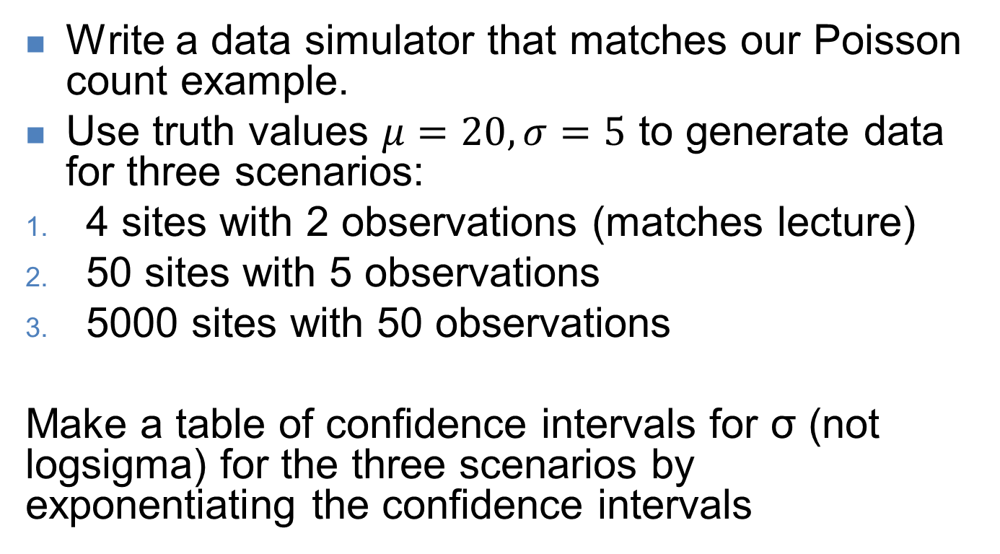 ▪ Write a data simulator that matches our Poisson
count example.
▪ Use truth values 𝜇 = 20, 𝜎 = 5 to generate data
for three scenarios:
1. 4 sites with 2 observations (matches lecture)
2. 50 sites with 5 observations
3. 5000 sites with 50 observations
Make a table of confidence intervals for σ (not
logsigma) for the three scenarios by
exponentiating the confidence intervals